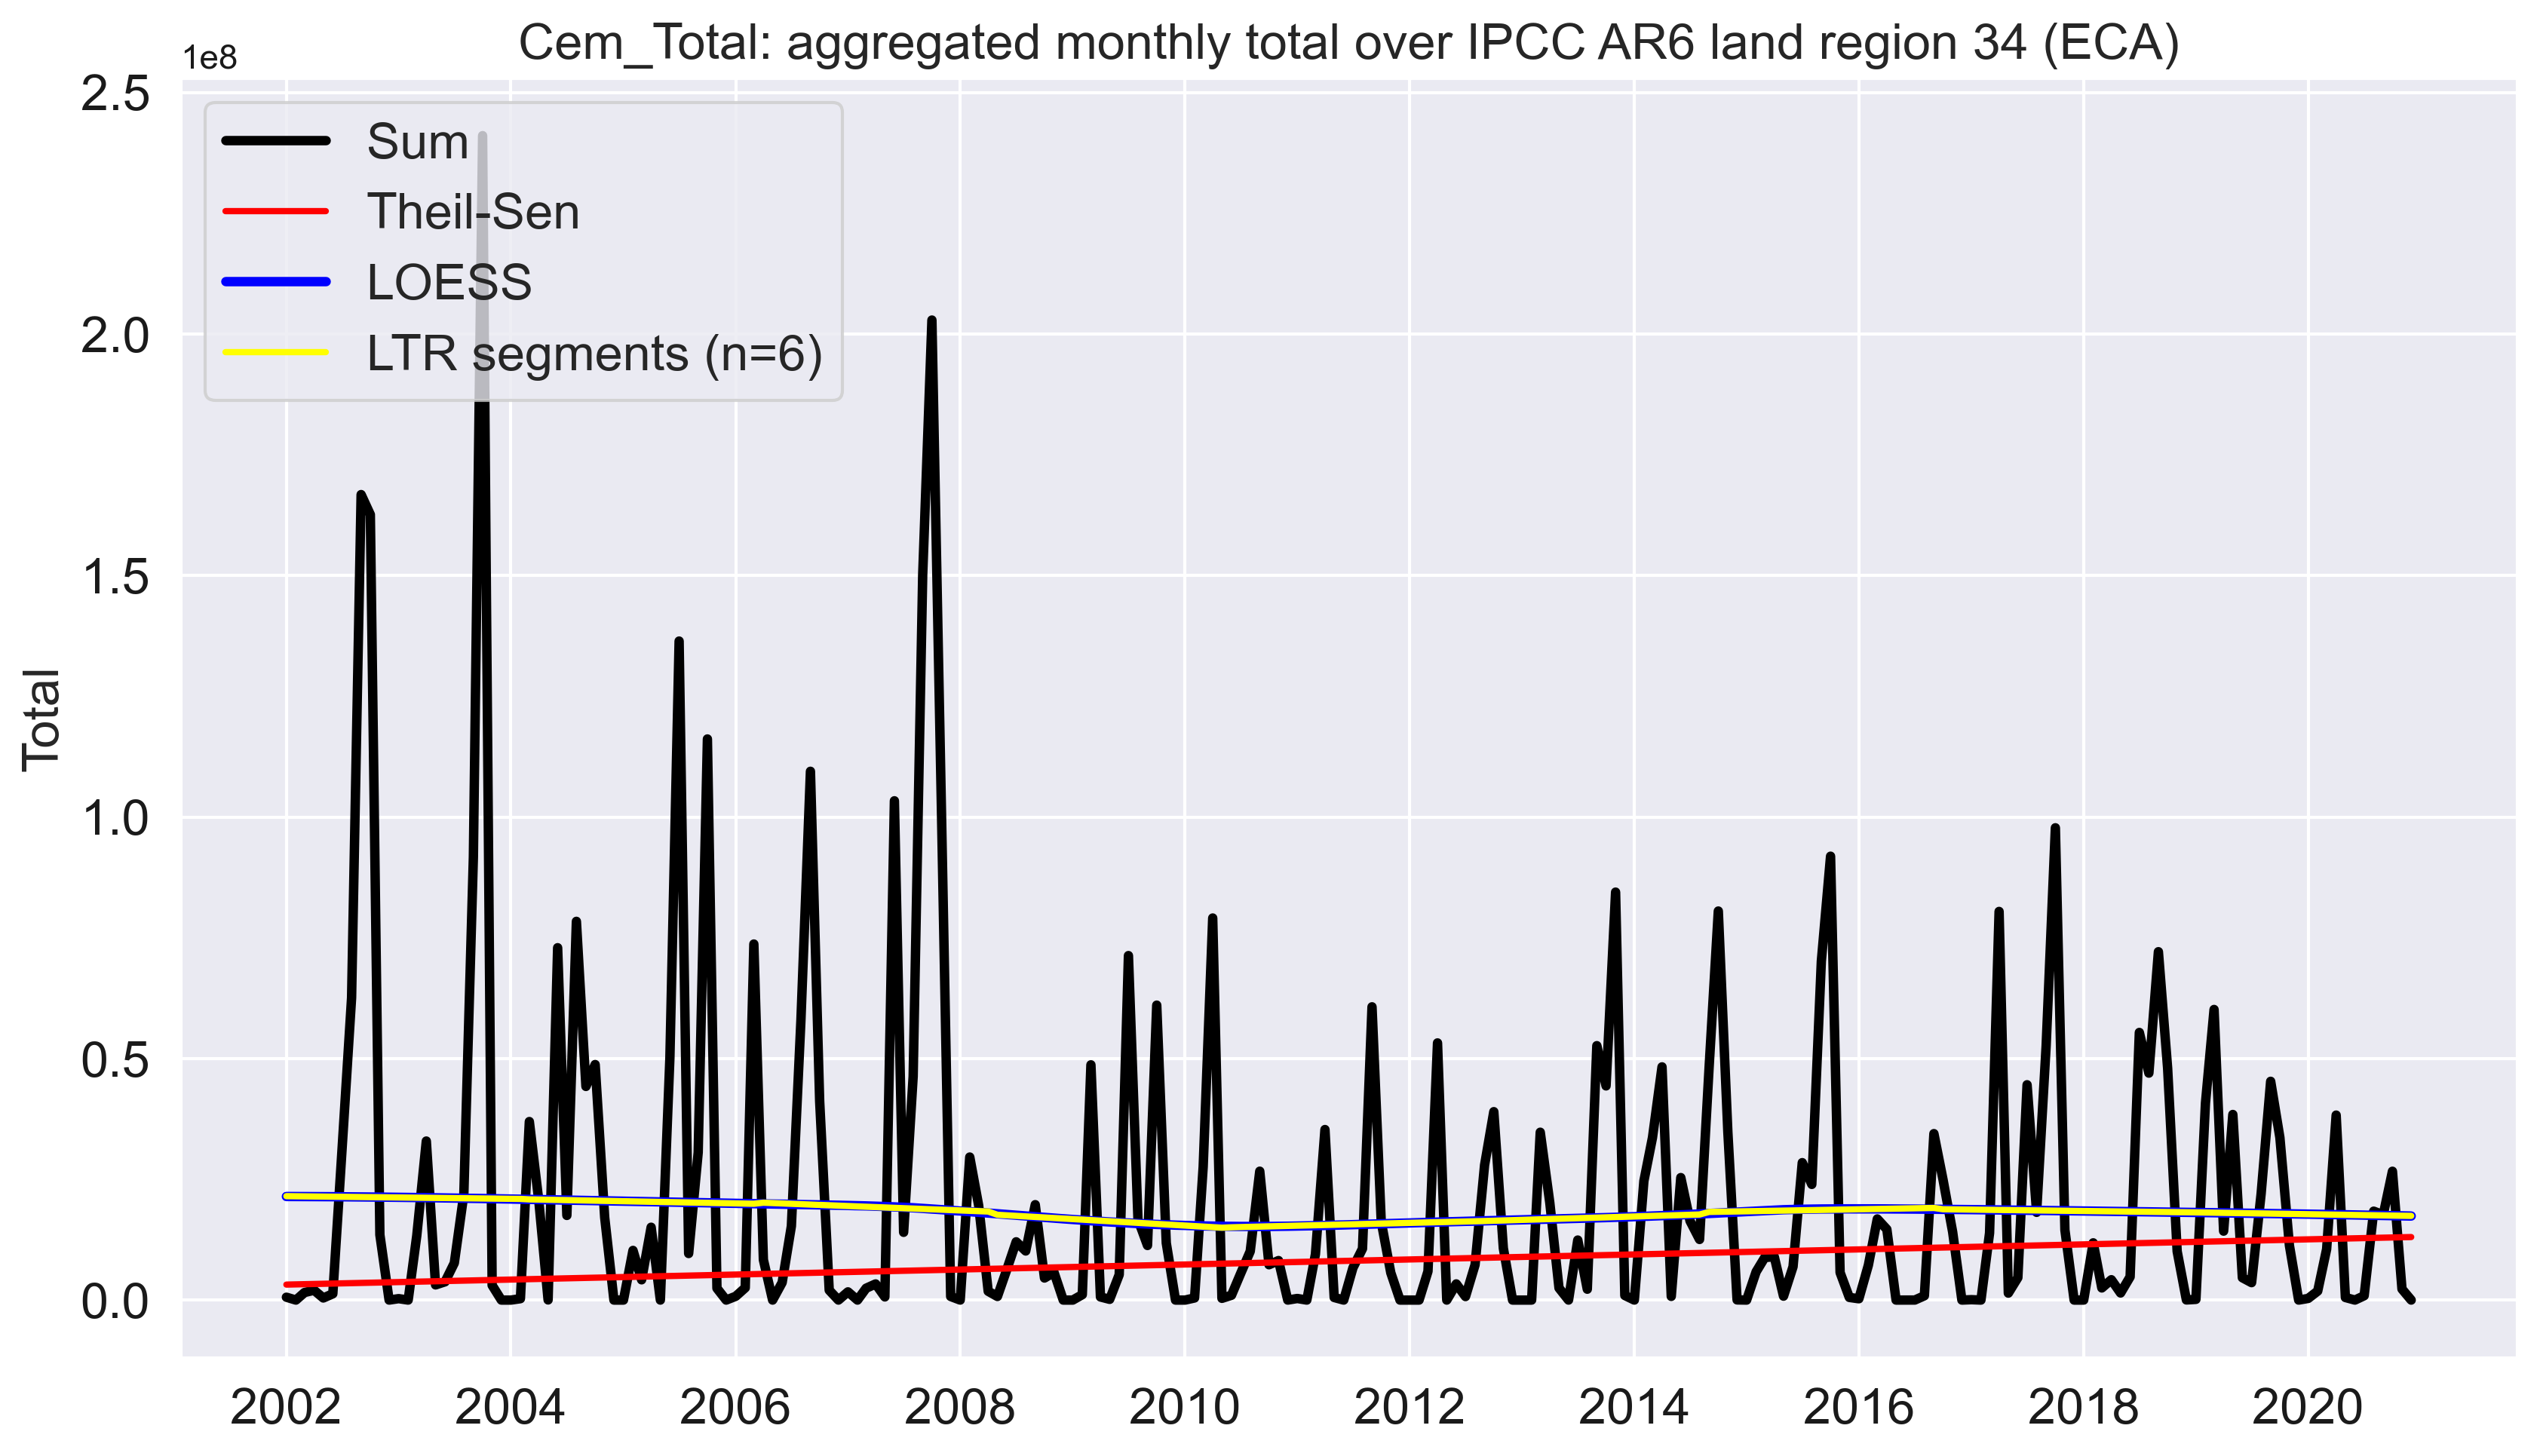 Cem_Total: aggregated monthly total over IPCC AR6 land region 34 (ECA)
1e8
2.5
2.0
1.5
1.0
0.5
0.0
Total
Sum
Theil-Sen
LOESS
LTR segments (n=6)
2002 2004 2006 2008 2010 2012 2014 2016 2018 2020